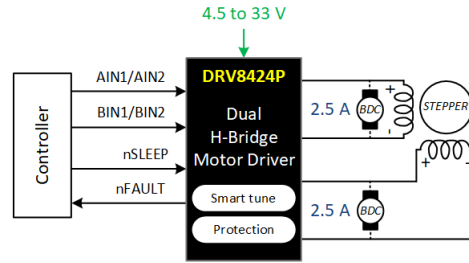 4.5 to 33 V
Controller
AIN1/AIN2
BIN1/BIN2
nSLEEP
nFAULT
DRV8424P
Dual
H-Bridge
Motor Driver
Smart tune
Protection
2.5 A
BDC
+
-
STEPPER
+
-
2.5 A
BDC